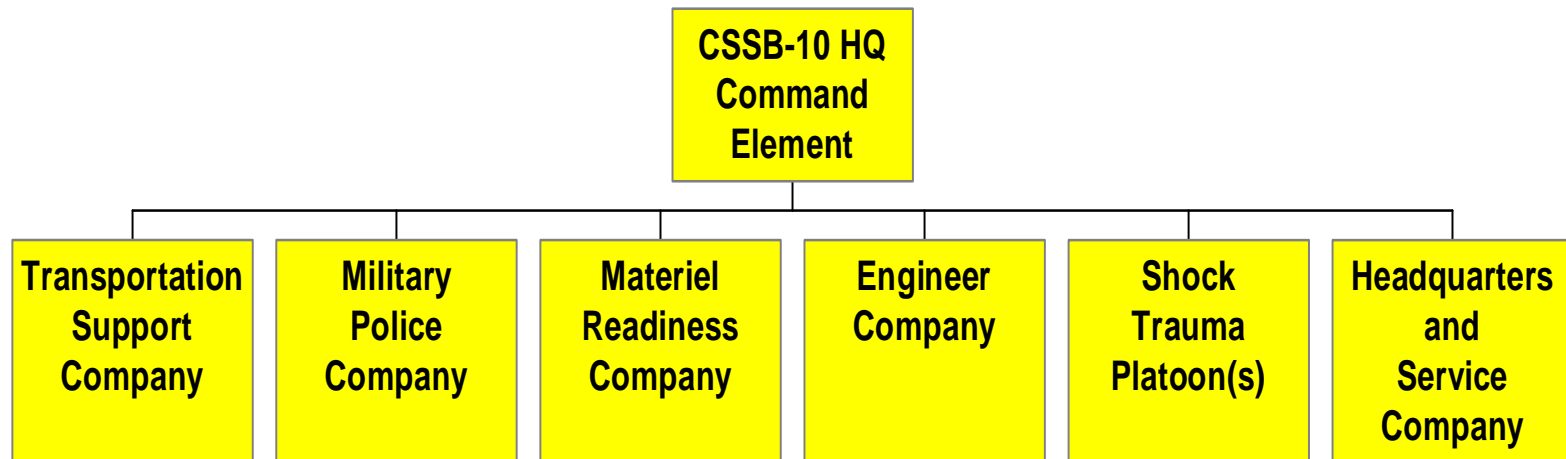 CSSB-10 HQ
Command
Element
Transportation
Support
Company
Military
Police
Company
Materiel
Readiness
Company
Engineer
Company
Shock
Trauma
Platoon(s)
Headquarters
and
Service
Company